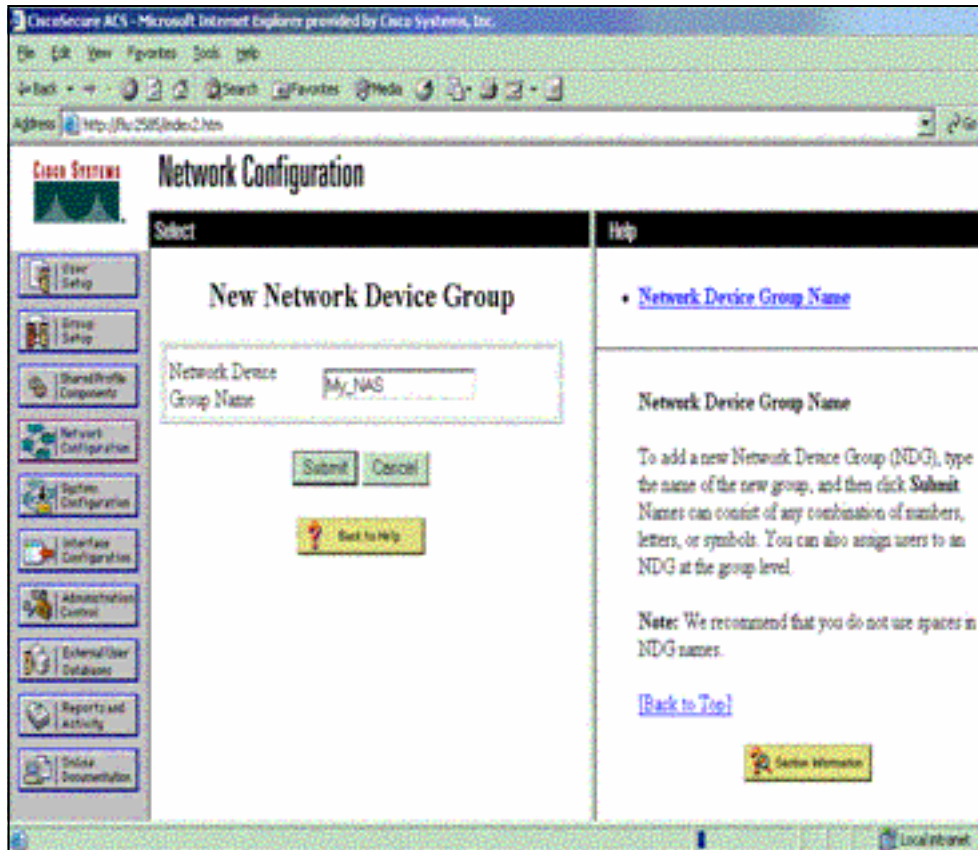 CiscoSecure ACS - Microsoft Internet Explorer provided by Cisco Systems, Inc.
File Edit View Favorites Tools Help
Back Search Favorites Media
Address Go
CISCO SYSTEMS
Network Configuration
Select
Help
User Setup
Group Setup
Shared Profile Components
Network Configuration
System Configuration
Interface Configuration
Administration Control
External User Databases
Reports and Activity
Online Documentation
New Network Device Group
Network Device
Group Name
My_NAS
Submit Cancel
Back to Help
• Network Device Group Name
Network Device Group Name
To add a new Network Device Group (NDG), type
the name of the new group, and then click Submit
Names can consist of any combination of numbers,
letters, or symbols. You can also assign users to an
NDG at the group level.
Note: We recommend that you do not use spaces in
NDG names.
[Back to Top]
Section Information
Local intranet